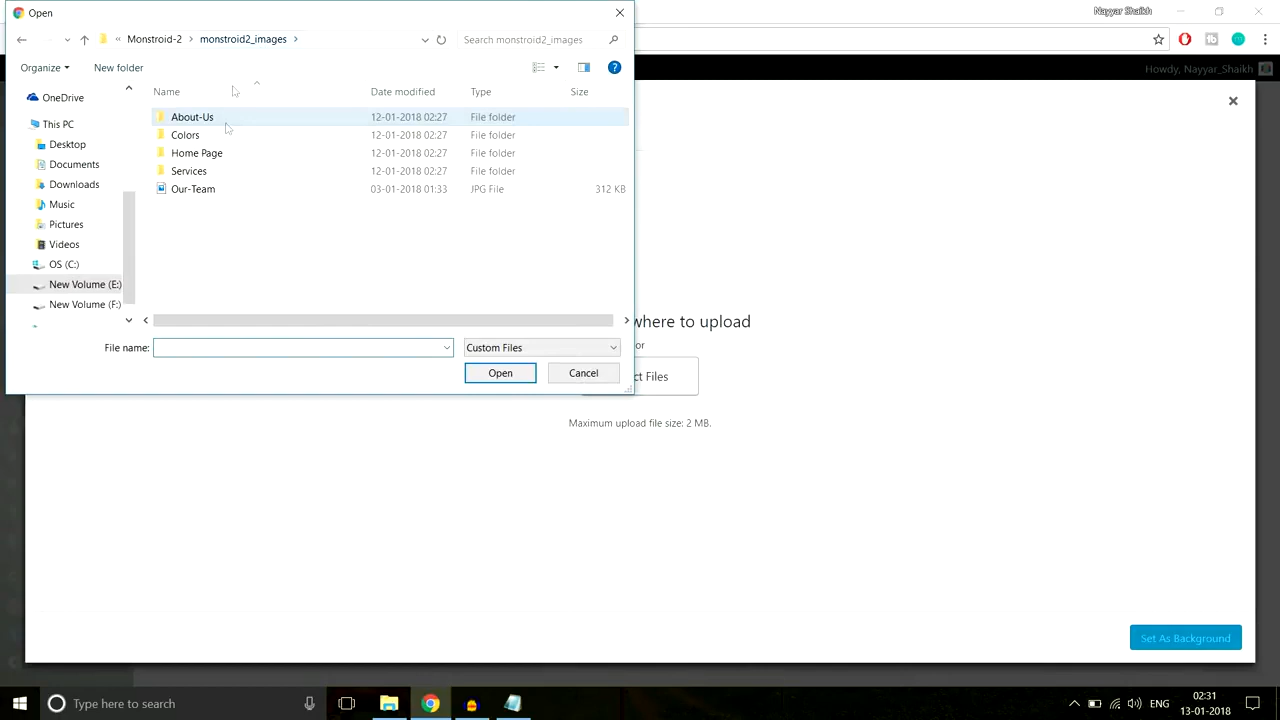 Open
Nayyar Shaikh
« Monstroid-2 › monstroid2_images ›
Search monstroid2_images
Organize
New folder
Howdy, Nayyar_Shaikh
Name Date modified Type Size
OneDrive
This PC
Desktop
Documents
Downloads
Music
Pictures
Videos
OS (C:)
New Volume (E:)
New Volume (F:)
About-Us 12-01-2018 02:27 File folder
Colors 12-01-2018 02:27 File folder
Home Page 12-01-2018 02:27 File folder
Services 12-01-2018 02:27 File folder
Our-Team 03-01-2018 01:33 JPG File 312 KB
where to upload
or
File name:
Custom Files
Open
Cancel
ct Files
Maximum upload file size: 2 MB.
Set As Background
Type here to search
ENG
02:31
13-01-2018